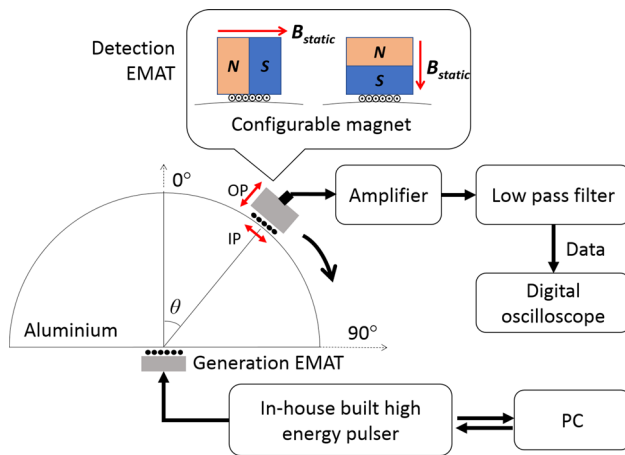 Detection
EMAT
B static
N S
N
S
B static
Configurable magnet
0°
OP
IP
Amplifier
Low pass filter
Data
Digital
oscilloscope
θ
Aluminium
90°
Generation EMAT
In-house built high
energy pulser
PC